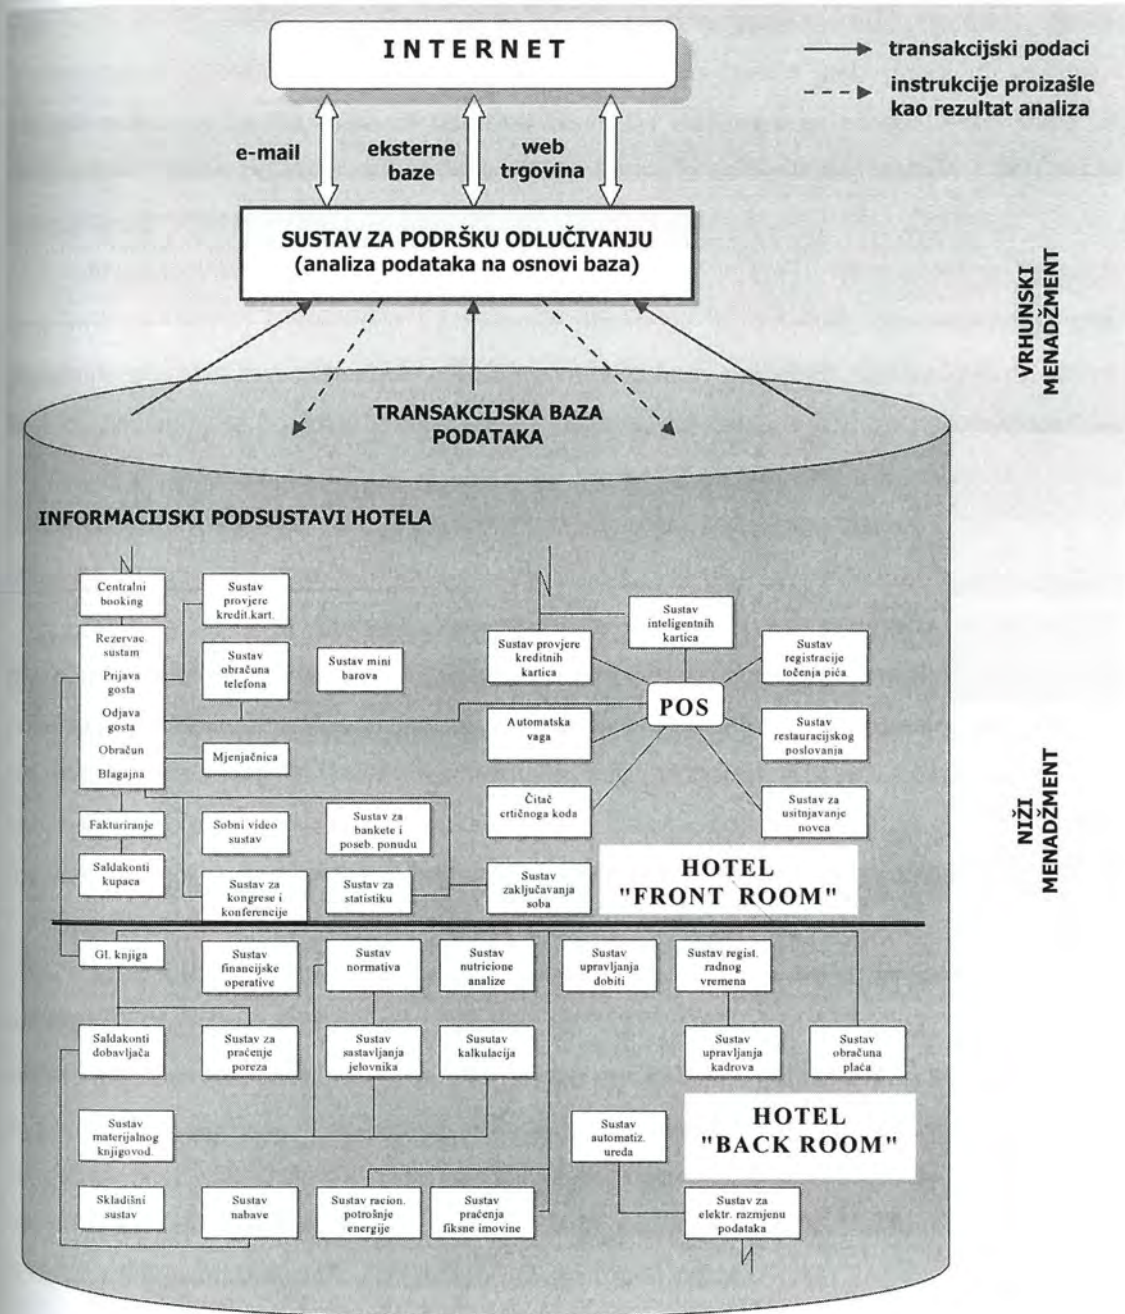 INTERNET
transakcijski podaci
instrukcije proizašle
kao rezultat analiza
e-mail
eksterne
baze
web
trgovina
SUSTAV ZA PODRŠKU ODLUČIVANJU
(analiza podataka na osnovi baza)
VRHUNSKI
MENADŽMENT
TRANSAKCIJSKA BAZA
PODATAKA
INFORMACIJSKI PODSUSTAVI HOTELA
Centralni
booking
Sustav
provjere
kredit.kart.
Rezervac.
sustam
Prijava
gosta
Odjava
gosta
Obračun
Blagajna
Sustav
obračuna
telefona
Sustav mini
barova
Mjenjačnica
Fakturiranje
Saldakonti
kupaca
Sobni video
sustav
Sustav za
bankete i
poseb. ponudu
Sustav za
kongrese i
konferencije
Sustav za
statistiku
Sustav provjere
kreditnih
kartica
Sustav
inteligentnih
kartica
Sustav
registracije
točenja pića
POS
Automatska
vaga
Sustav
restauracijskog
poslovanja
Čitač
crtičnoga koda
Sustav za
usitnjavanje
novca
Sustav
zaključavanja
soba
HOTEL
"FRONT ROOM"
NIŽI
MENADŽMENT
Gl. knjiga
Sustav
financijske
operative
Sustav
normativa
Sustav
nutricione
analize
Sustav
upravljanja
dobiti
Sustav regist.
radnog
vremena
Saldakonti
dobavljača
Sustav za
praćenje
poreza
Sustav
sastavljanja
jelovnika
Susutav
kalkulacija
Sustav
upravljanja
kadrova
Sustav
obračuna
plaća
Sustav
materijalnog
knjigovod.
Sustav
automatiz.
ureda
HOTEL
"BACK ROOM"
Skladišni
sustav
Sustav
nabave
Sustav racion.
potrošnje
energije
Sustav
praćenja
fiksne imovine
Sustav za
elektr. razmjenu
podataka